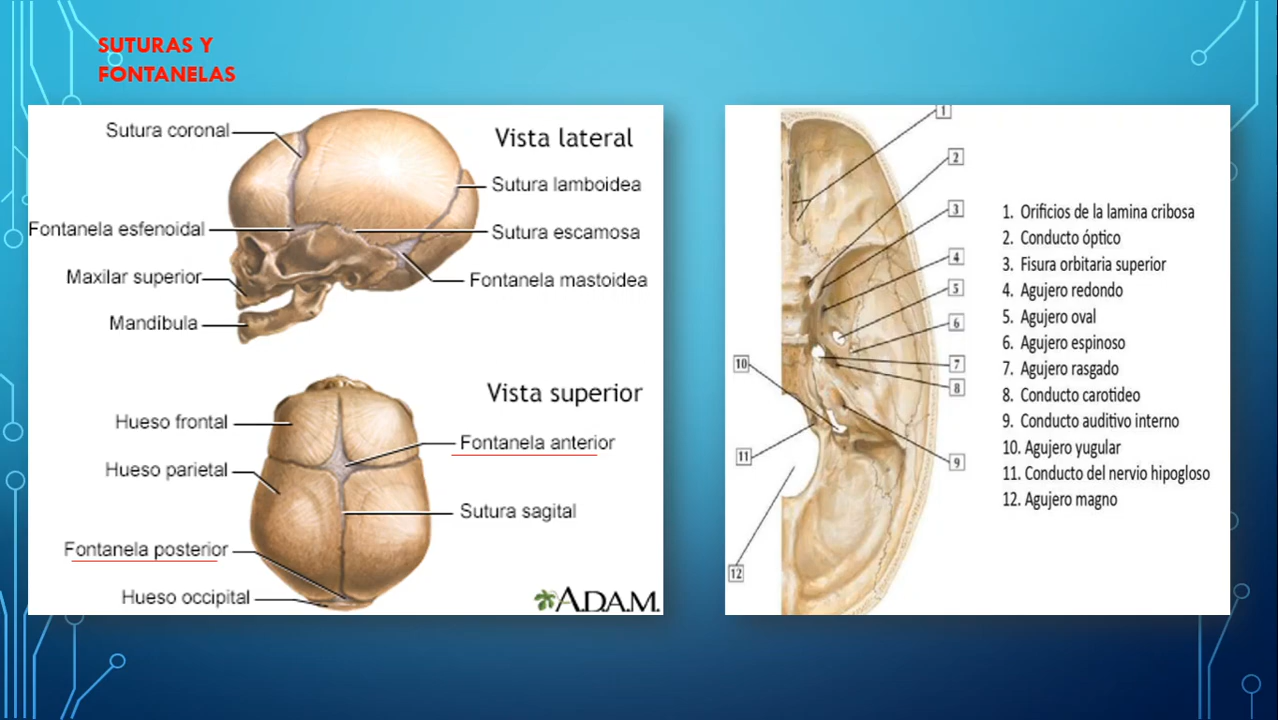 SUTURAS Y
FONTANELAS
Sutura coronal
Vista lateral
Sutura lamboidea
Fontanela esfenoidal
Sutura escamosa
Maxilar superior
Fontanela mastoidea
Mandíbula
Vista superior
Hueso frontal
Fontanela anterior
Hueso parietal
Sutura sagital
Fontanela posterior
Hueso occipital
A.D.A.M.
1
2
3
4
5
6
7
8
9
10
11
12
1. Orificios de la lamina cribosa
2. Conducto óptico
3. Fisura orbitaria superior
4. Agujero redondo
5. Agujero oval
6. Agujero espinoso
7. Agujero rasgado
8. Conducto carotideo
9. Conducto auditivo interno
10. Agujero yugular
11. Conducto del nervio hipogloso
12. Agujero magno